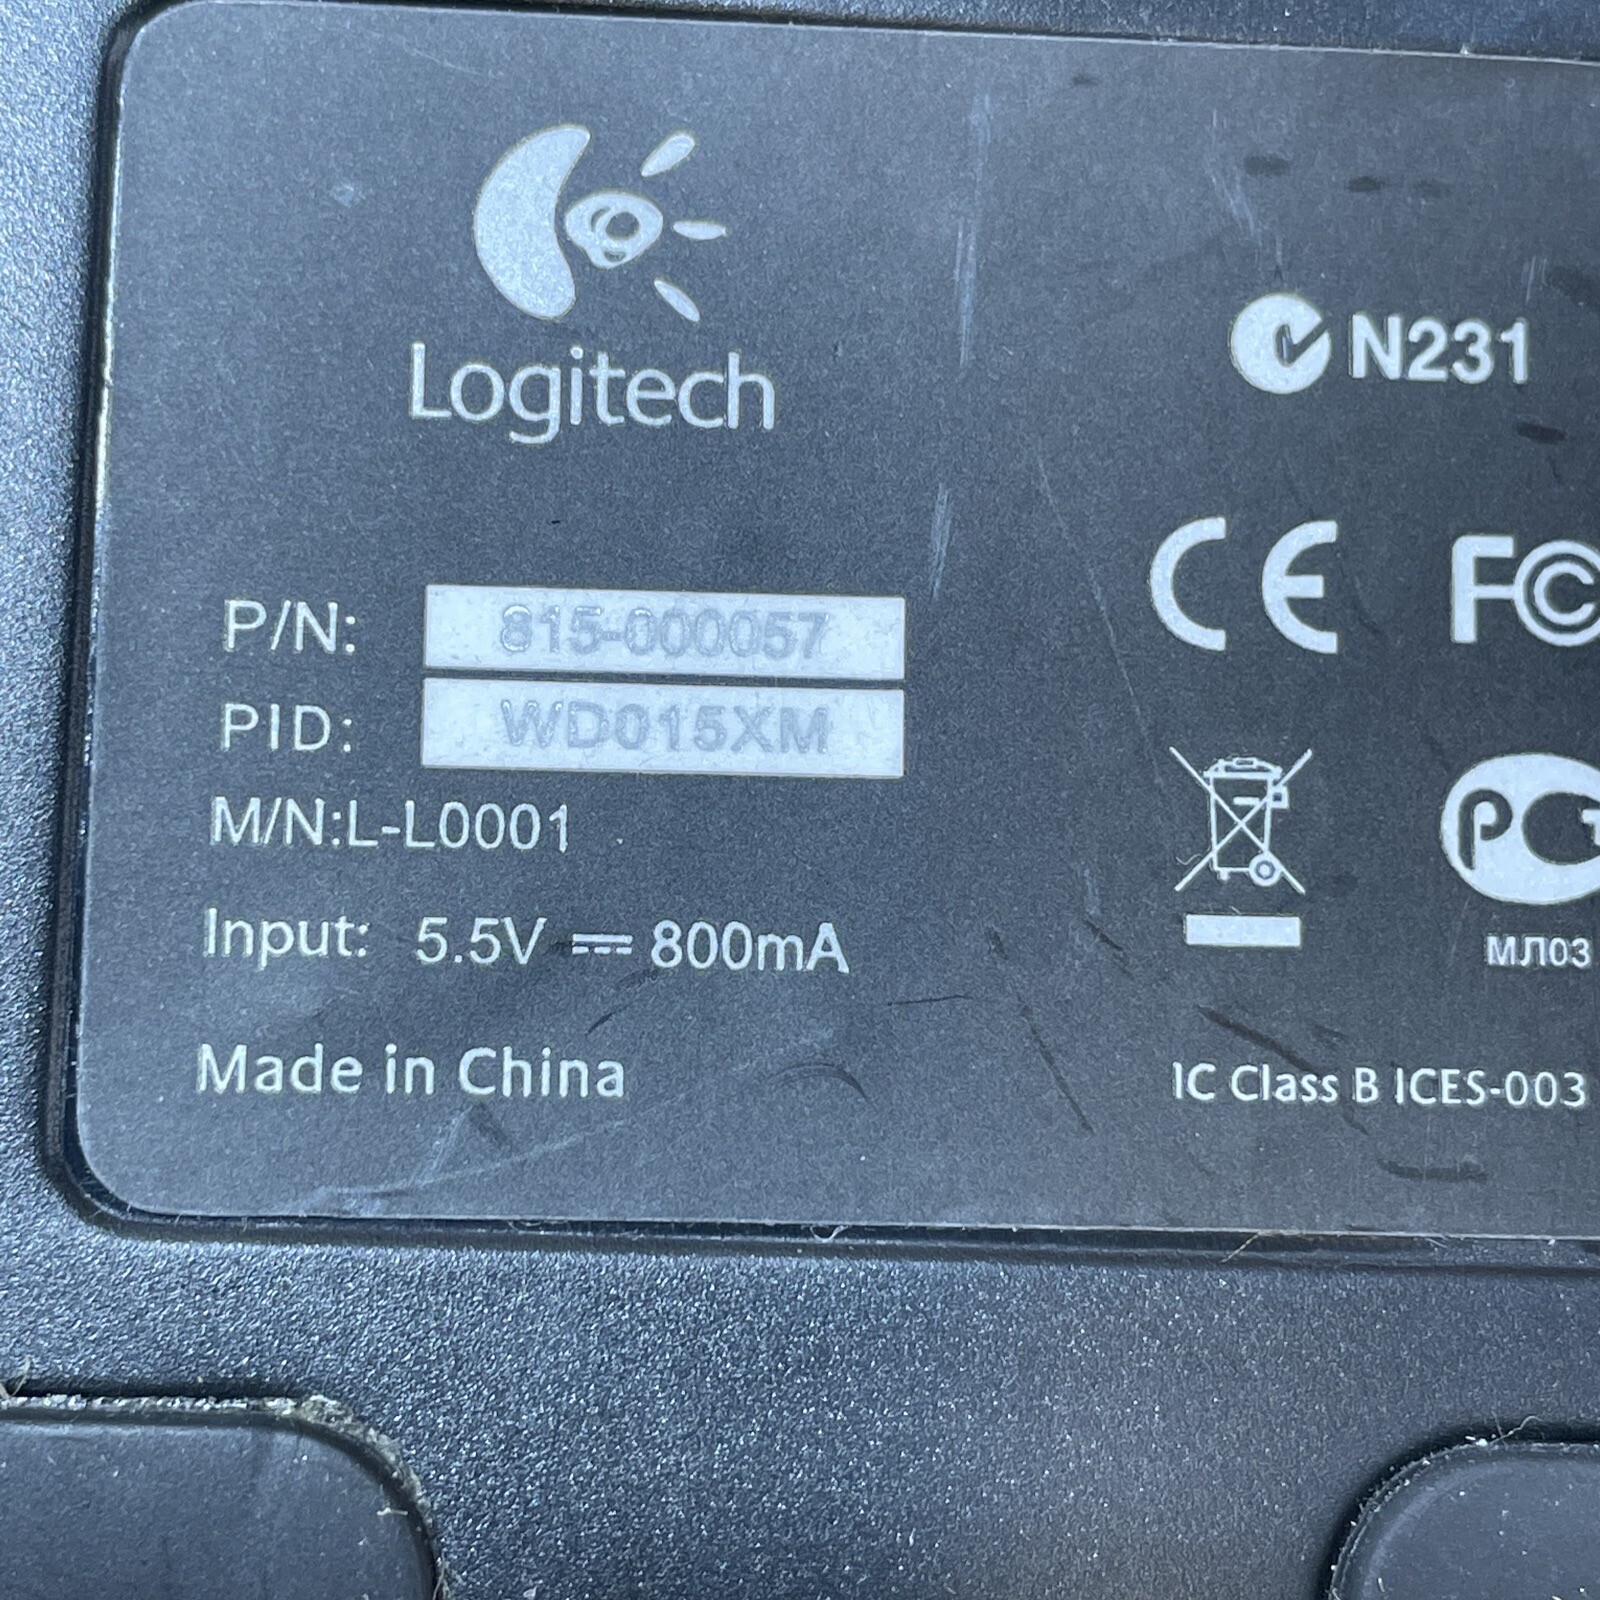 Logitech
N231
CE FC
P/N: 815-000057
PID: WD015XM
M/N:L-L0001
Input: 5.5V ⎓ 800mA
Made in China
МЛ03
IC Class B ICES-003